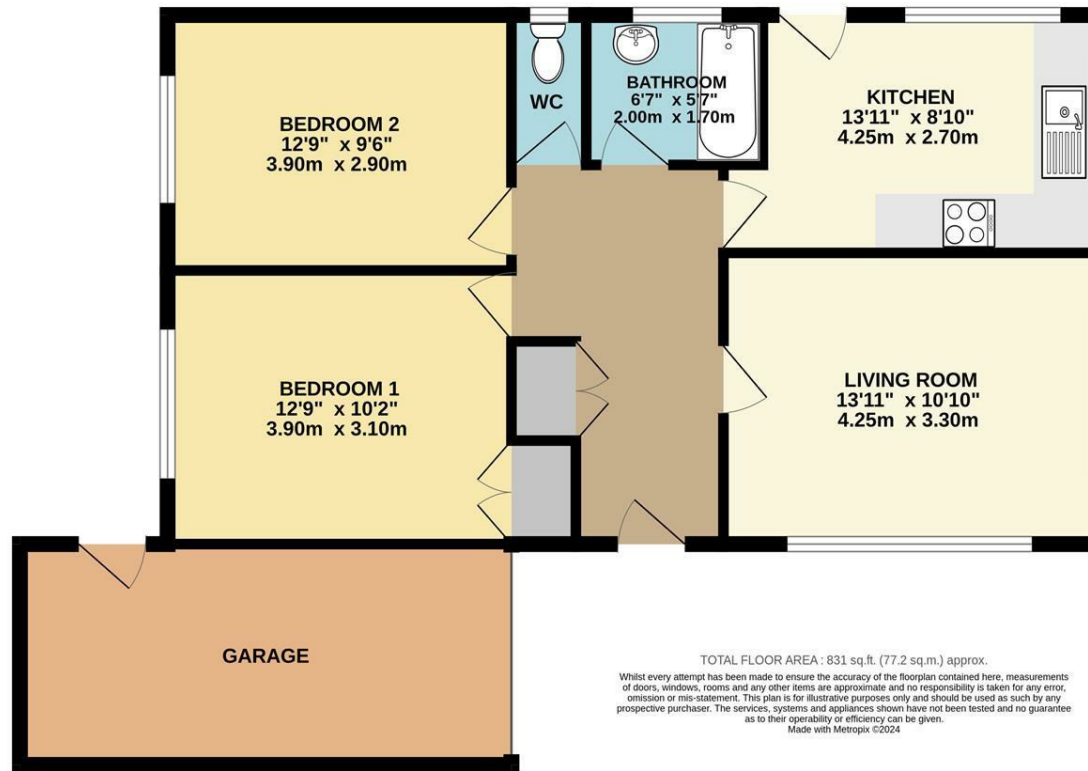 BEDROOM 2
12'9" x 9'6"
3.90m x 2.90m
WC
BATHROOM
6'7" x 5'7"
2.00m x 1.70m
KITCHEN
13'11" x 8'10"
4.25m x 2.70m
BEDROOM 1
12'9" x 10'2"
3.90m x 3.10m
LIVING ROOM
13'11" x 10'10"
4.25m x 3.30m
GARAGE
TOTAL FLOOR AREA : 831 sq.ft. (77.2 sq.m.) approx.
Whilst every attempt has been made to ensure the accuracy of the floorplan contained here, measurements
of doors, windows, rooms and any other items are approximate and no responsibility is taken for any error,
omission or mis-statement. This plan is for illustrative purposes only and should be used as such by any
prospective purchaser. The services, systems and appliances shown have not been tested and no guarantee
as to their operability or efficiency can be given.
Made with Metropix ©2024